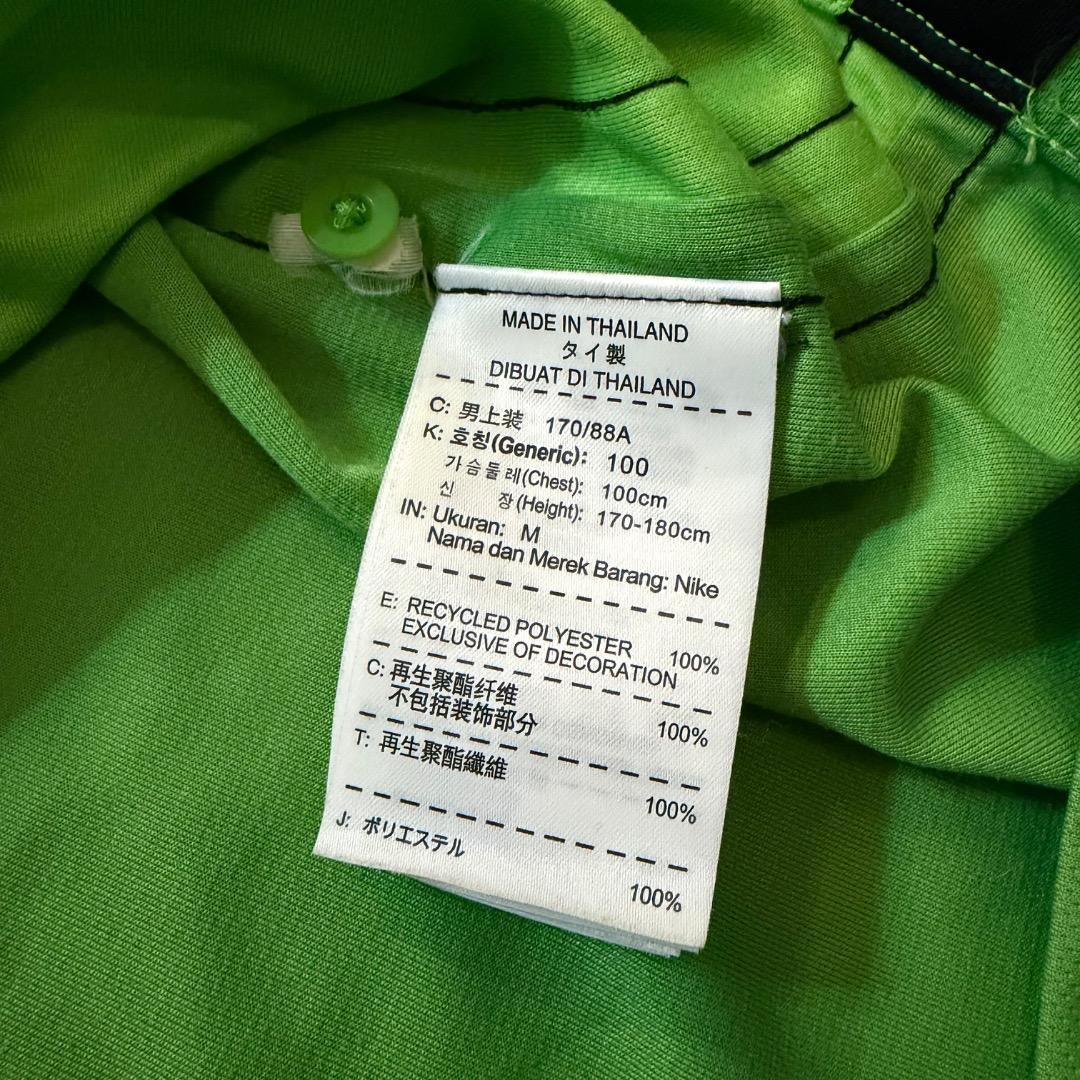 MADE IN THAILAND
タイ製
DIBUAT DI THAILAND
C: 男上装 170/88A
K: 호칭(Generic): 100
가슴둘레(Chest): 100cm
신 장(Height): 170-180cm
IN: Ukuran: M
Nama dan Merek Barang: Nike
E: RECYCLED POLYESTER
EXCLUSIVE OF DECORATION 100%
C: 再生聚酯纤维
不包括装饰部分 100%
T: 再生聚酯纖維
100%
J: ポリエステル
100%